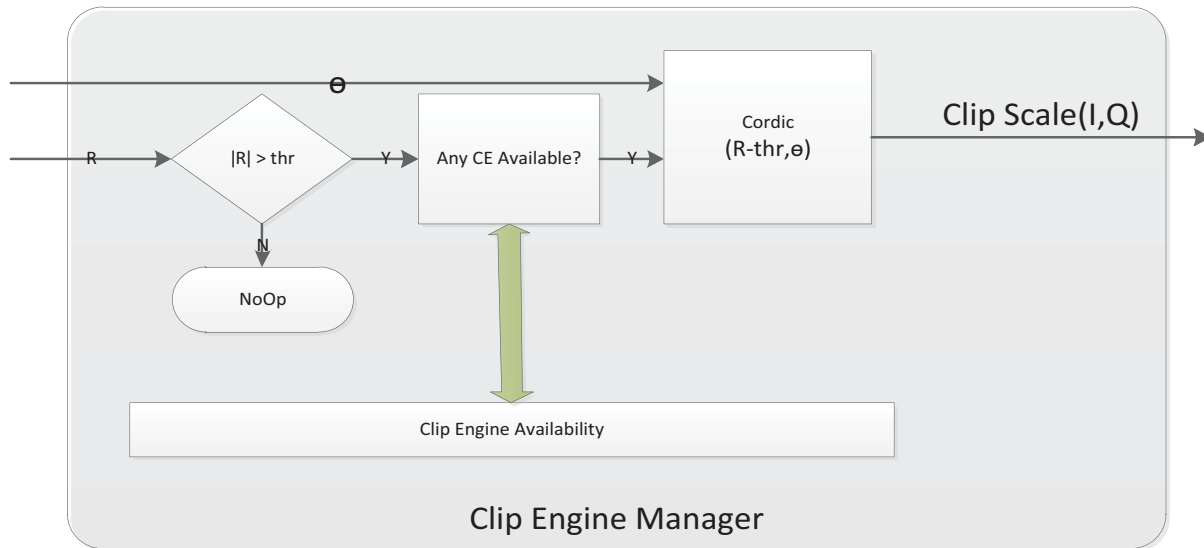 ɵ
Cordic
(R-thr,ɵ)
Clip Scale(I,Q)
R
|R| > thr
Y
Any CE Available?
Y
N
NoOp
Clip Engine Availability
Clip Engine Manager